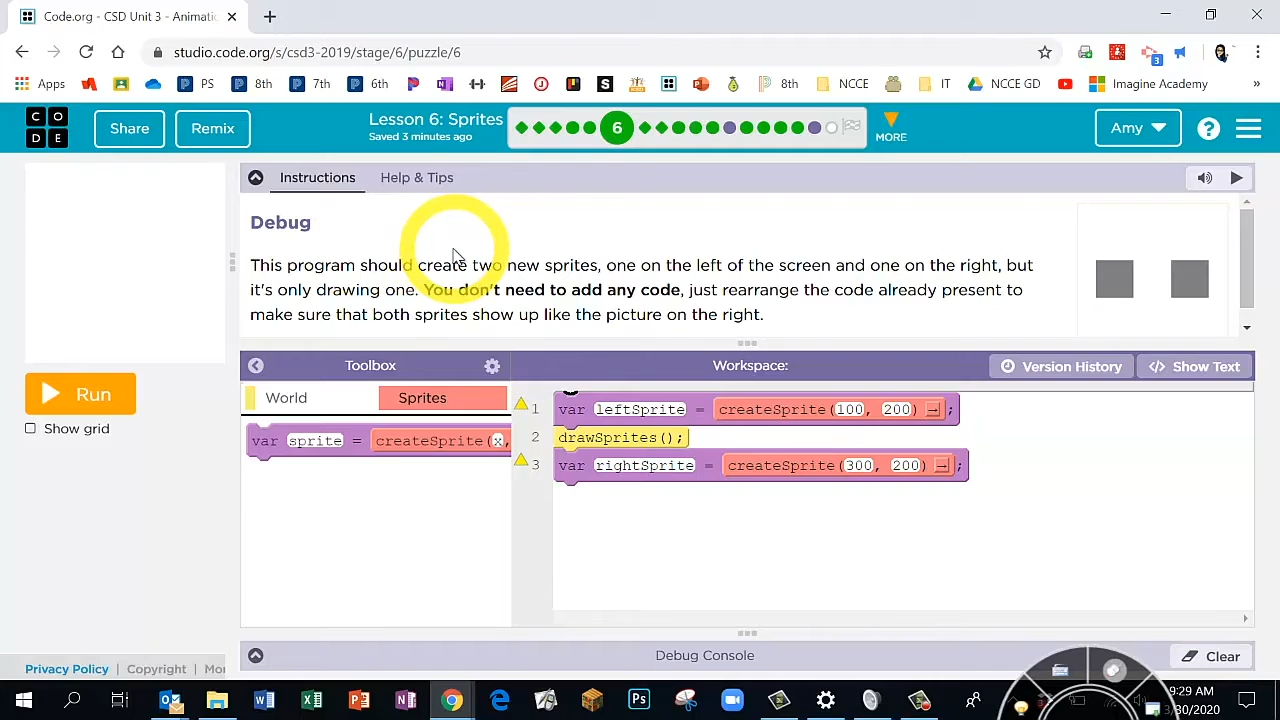 Code.org - CSD Unit 3 - Animatic
studio.code.org/s/csd3-2019/stage/6/puzzle/6
Apps
PS
8th
7th
6th
8th
NCCE
IT
NCCE GD
Imagine Academy
»
C O
D E
Share
Remix
Lesson 6: Sprites
Saved 3 minutes ago
6
MORE
Amy
?
Instructions
Help & Tips
Debug
This program should create two new sprites, one on the left of the screen and one on the right, but
it's only drawing one. You don't need to add any code, just rearrange the code already present to
make sure that both sprites show up like the picture on the right.
Run
Show grid
Toolbox
Workspace:
Version History
</> Show Text
World
Sprites
var sprite = createSprite(x,
1 var leftSprite = createSprite(100, 200) → ;
2 drawSprites();
3 var rightSprite = createSprite(300, 200) → ;
Debug Console
Clear
Privacy Policy | Copyright | Mor
9:29 AM
3/30/2020